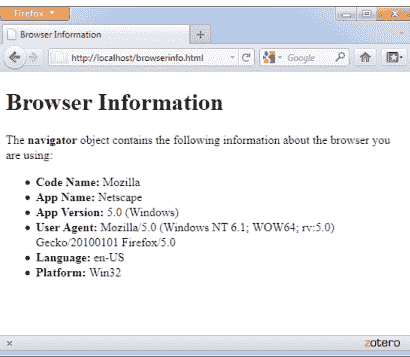 Firefox
Browser Information
http://localhost/browserinfo.html
Google
Browser Information
The navigator object contains the following information about the browser you
are using:
Code Name: Mozilla
App Name: Netscape
App Version: 5.0 (Windows)
User Agent: Mozilla/5.0 (Windows NT 6.1; WOW64; rv:5.0)
Gecko/20100101 Firefox/5.0
Language: en-US
Platform: Win32
zotero